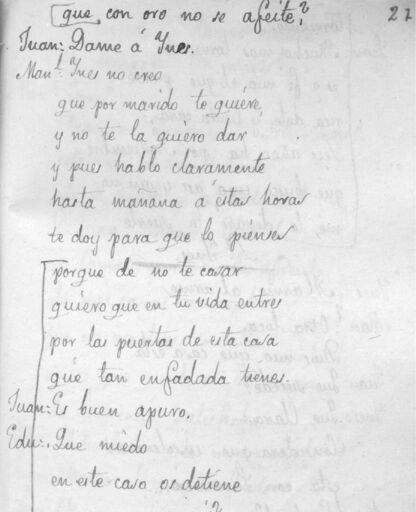 que con oro no se afeite?
27
Juan: Dame á Ynes.
Man.l Ynes no creo
que por marido te quiere
y no te la quiero dar
y pues hablo claramente
hasta mañana á estas horas
te doy para que lo pienses
porque de no te casar
quiero que en tu vida entres
por las puertas de esta casa
que tan enfadada tienes.
Juan: Es buen apuro.
Edu: Que miedo
en este caso os detiene